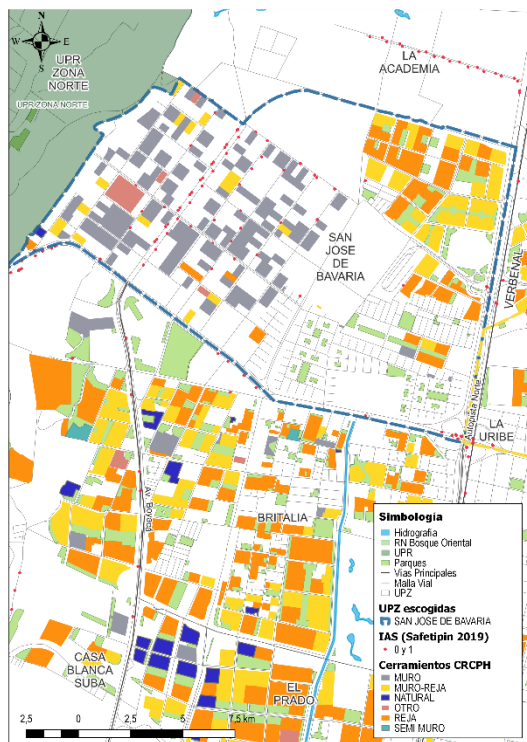 N
W E
S
UPR
ZONA
NORTE
UPR ZONA NORTE
LA
ACADEMIA
SAN
JOSE
DE
BAVARIA
VERBENAL
Autopista Norte
LA
URIBE
Av. Boyacá
BRITALIA
CASA
BLANCA
SUBA
EL
PRADO
2,5 0 2,5 5 7,5 km
Simbología
Hidrografia
RN Bosque Oriental
UPR
Parques
Vias Principales
Malla Vial
UPZ
UPZ escogidas
SAN JOSE DE BAVARIA
IAS (Safetipin 2019)
0 y 1
Cerramientos CRCPH
MURO
MURO-REJA
NATURAL
OTRO
REJA
SEMI MURO